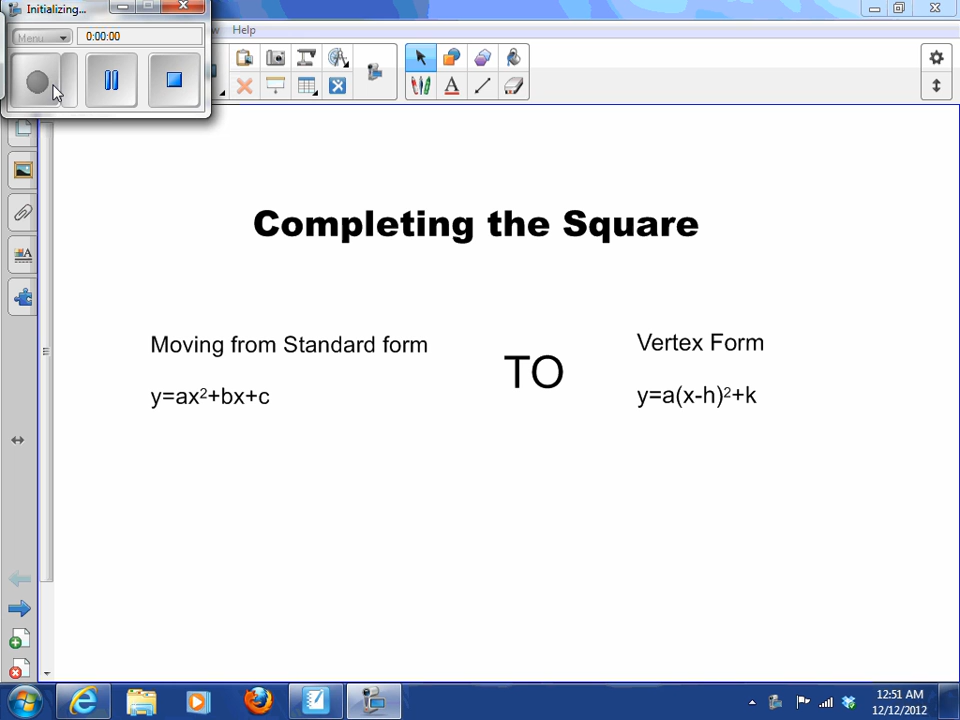 Initializing...
Menu
0:00:00
w Help
Completing the Square
Moving from Standard form
y=ax²+bx+c
TO
Vertex Form
y=a(x-h)²+k
12:51 AM
12/12/2012